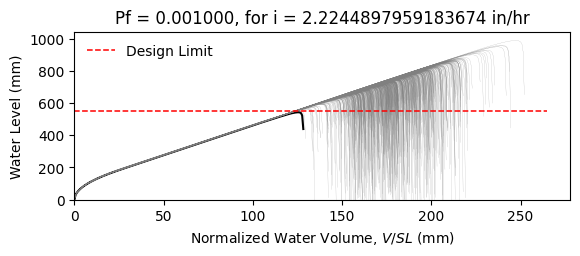 Pf = 0.001000, for i = 2.2244897959183674 in/hr
Water Level (mm)
1000
800
600
400
200
0
Design Limit
0 50 100 150 200 250
Normalized Water Volume, V/SL (mm)